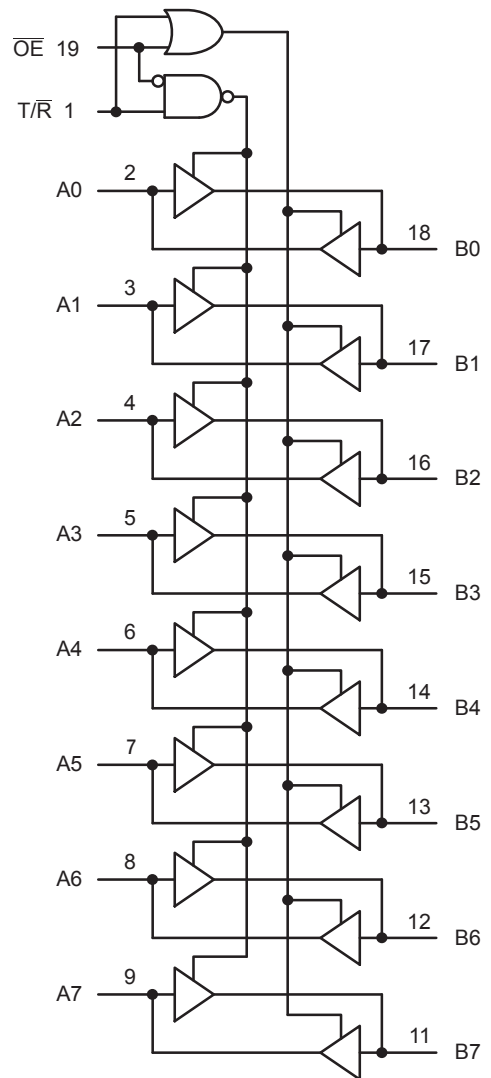 O̅E̅ 19
T/R̅ 1
A0 2
18 B0
A1 3
17 B1
A2 4
16 B2
A3 5
15 B3
A4 6
14 B4
A5 7
13 B5
A6 8
12 B6
A7 9
11 B7